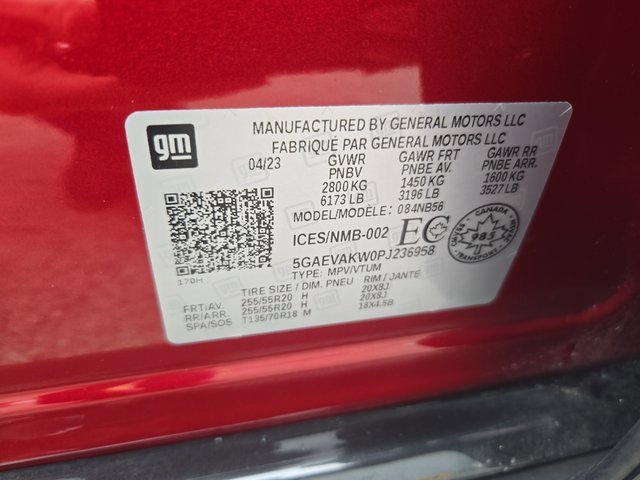 gm
MANUFACTURED BY GENERAL MOTORS LLC
FABRIQUÉ PAR GENERAL MOTORS LLC
04/23 GVWR GAWR FRT GAWR RR
PNBV PNBE AV. PNBE ARR.
2800 KG 1450 KG 1600 KG
6173 LB 3196 LB 3527 LB
MODEL/MODÈLE: 084NB56
ICES/NMB-002 EC
CANADA
985
TRANSPORT
5GAEVAKW0PJ236958
170H
TYPE: MPV/VTUM
TIRE SIZE / DIM. PNEU RIM / JANTE
FRT/AV. 255/55R20 H 20X8J
RR/ARR. 255/55R20 H 20X8J
SPA/SOS T135/70R18 M 18X4.5B